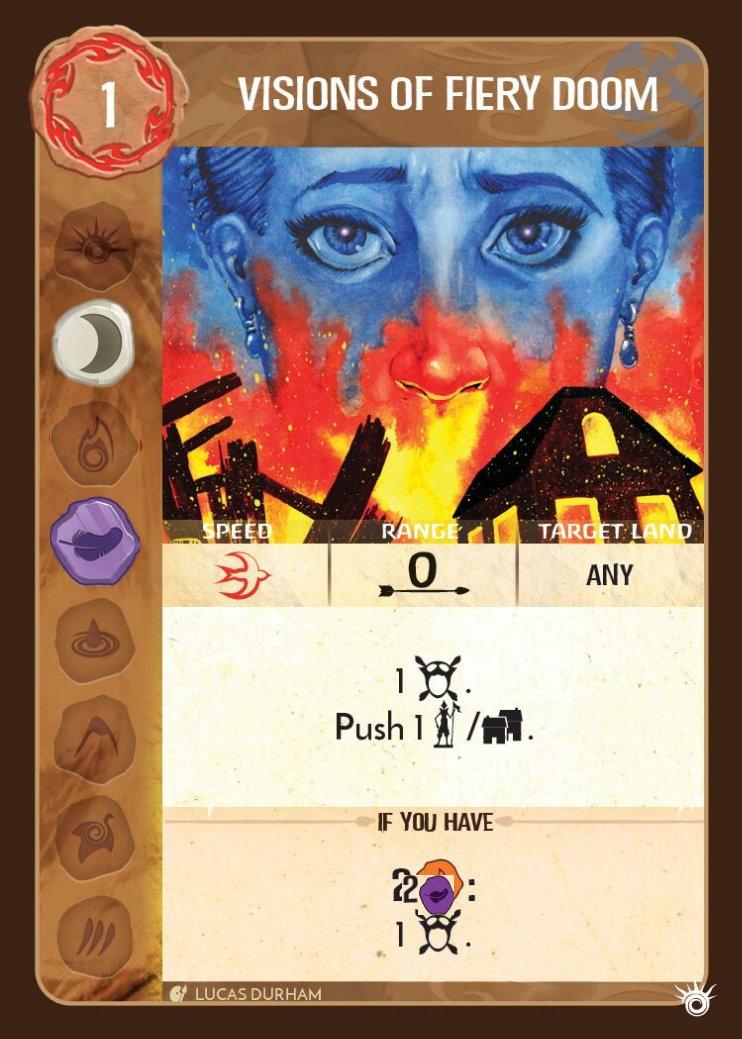 1
VISIONS OF FIERY DOOM
SPEED RANGE TARGET LAND
0 ANY
1 .
Push 1 / .
IF YOU HAVE
2 2 :
1 .
LUCAS DURHAM